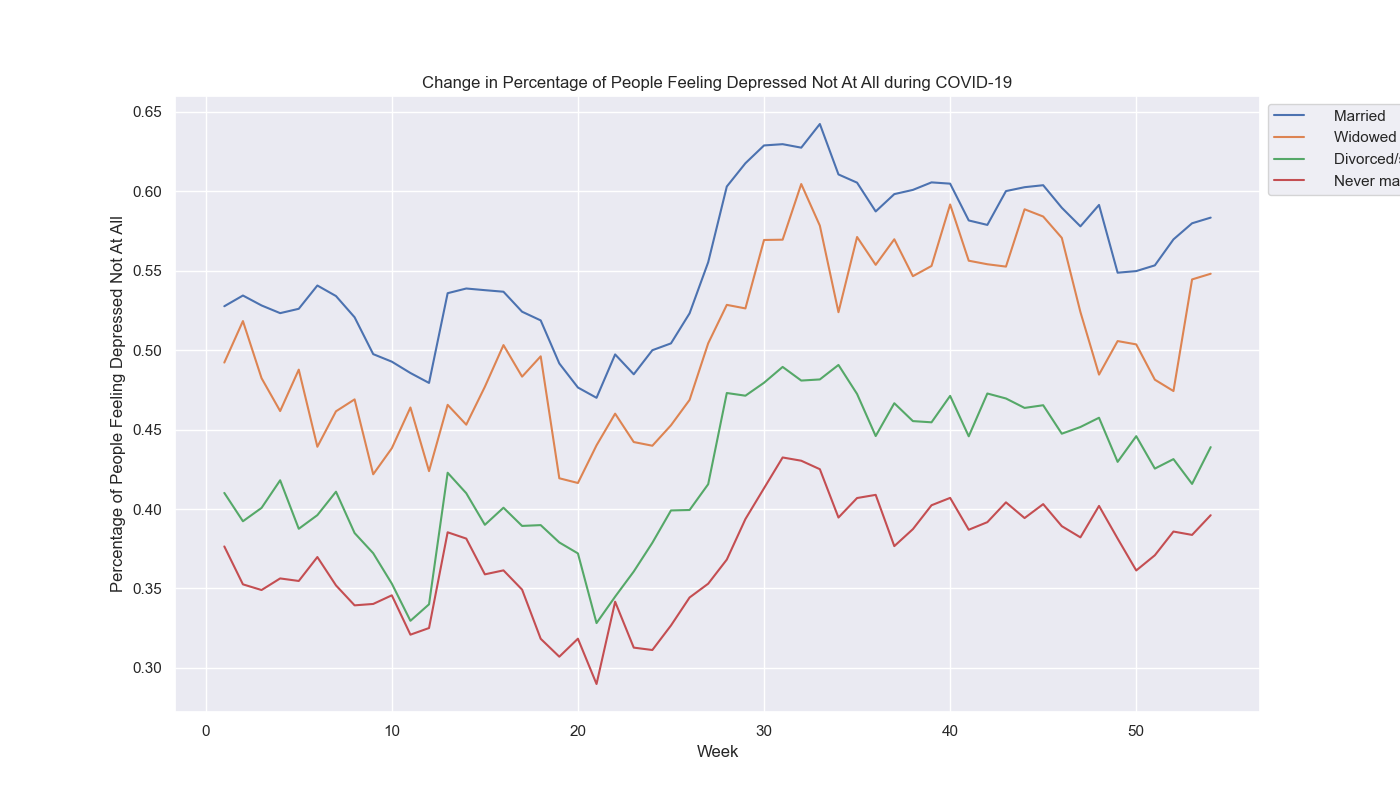 Change in Percentage of People Feeling Depressed Not At All during COVID-19
Percentage of People Feeling Depressed Not At All
0.65
0.60
0.55
0.50
0.45
0.40
0.35
0.30
0 10 20 30 40 50
Week
Married
Widowed
Divorced/
Never